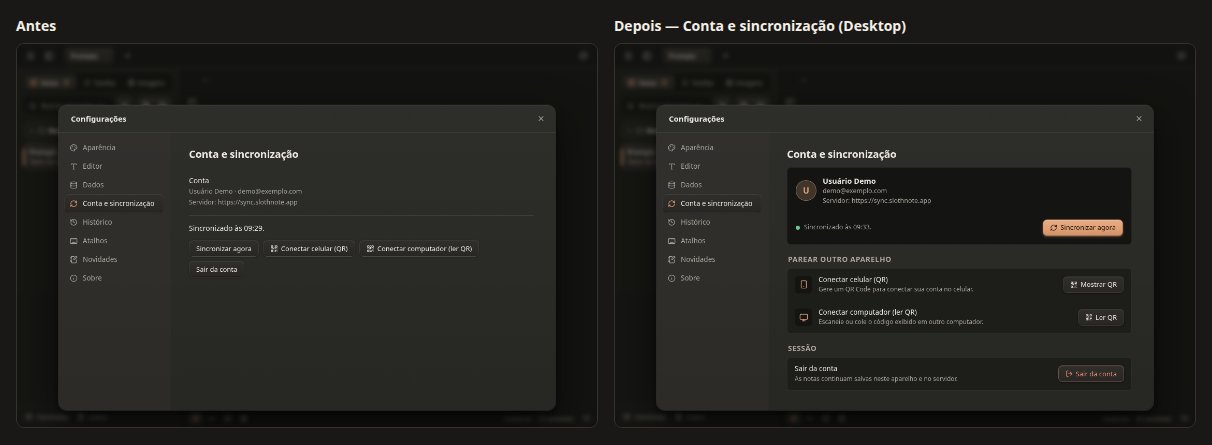 Antes
Configurações
Aparência
Editor
Dados
Conta e sincronização
Histórico
Atalhos
Novidades
Sobre
Conta e sincronização
Conta
Usuário Demo · demo@exemplo.com
Servidor: https://sync.slothnote.app
Sincronizado às 09:29.
Sincronizar agora
Conectar celular (QR)
Conectar computador (ler QR)
Sair da conta
Depois — Conta e sincronização (Desktop)
Configurações
Aparência
Editor
Dados
Conta e sincronização
Histórico
Atalhos
Novidades
Sobre
Conta e sincronização
U
Usuário Demo
demo@exemplo.com
Servidor: https://sync.slothnote.app
Sincronizado às 09:33.
Sincronizar agora
PAREAR OUTRO APARELHO
Conectar celular (QR)
Gere um QR Code para conectar sua conta no celular.
Mostrar QR
Conectar computador (ler QR)
Escaneie ou cole o código exibido em outro computador.
Ler QR
SESSÃO
Sair da conta
As notas continuam salvas neste aparelho e no servidor.
Sair da conta